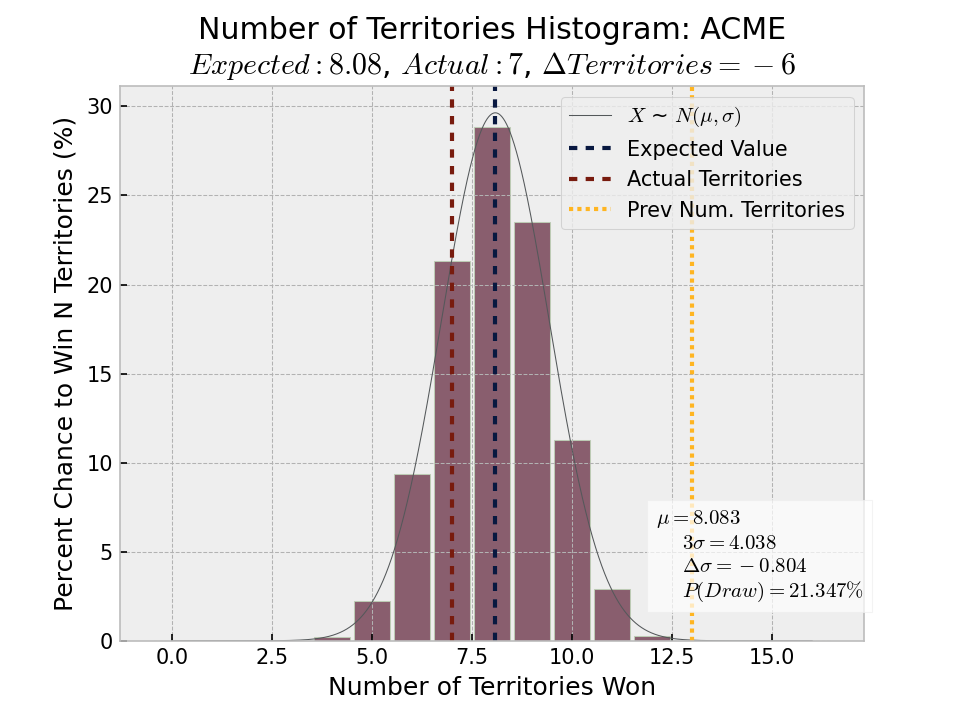 Number of Territories Histogram: ACME
Expected : 8.08, Actual : 7, ΔTerritories = − 6
Percent Chance to Win N Territories (%)
30
25
20
15
10
5
0
X ~ N(μ, σ)
Expected Value
Actual Territories
Prev Num. Territories
μ = 8.083
3σ = 4.038
Δσ = − 0.804
P(Draw) = 21.347%
0.0 2.5 5.0 7.5 10.0 12.5 15.0
Number of Territories Won